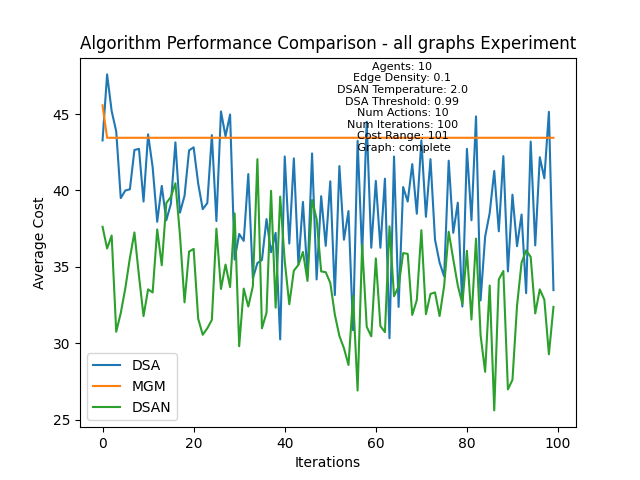 Algorithm Performance Comparison - all graphs Experiment
Agents: 10
Edge Density: 0.1
DSAN Temperature: 2.0
DSA Threshold: 0.99
Num Actions: 10
Num Iterations: 100
Cost Range: 101
Graph: complete
45
40
35
30
25
Average Cost
DSA
MGM
DSAN
0
20
40
60
80
100
Iterations